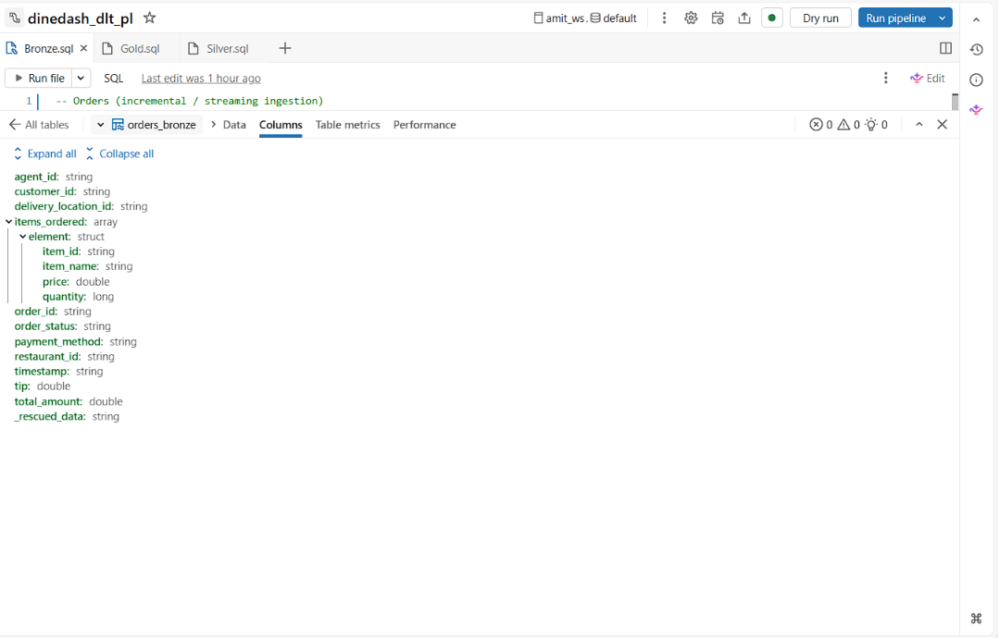 dinedash_dlt_pl amit_ws. default Dry run Run pipeline
Bronze.sql Gold.sql Silver.sql
Run file SQL Last edit was 1 hour ago Edit
1 -- Orders (incremental / streaming ingestion)
All tables orders_bronze Data Columns Table metrics Performance 0 0 0
Expand all Collapse all
agent_id: string
customer_id: string
delivery_location_id: string
items_ordered: array
element: struct
item_id: string
item_name: string
price: double
quantity: long
order_id: string
order_status: string
payment_method: string
restaurant_id: string
timestamp: string
tip: double
total_amount: double
_rescued_data: string